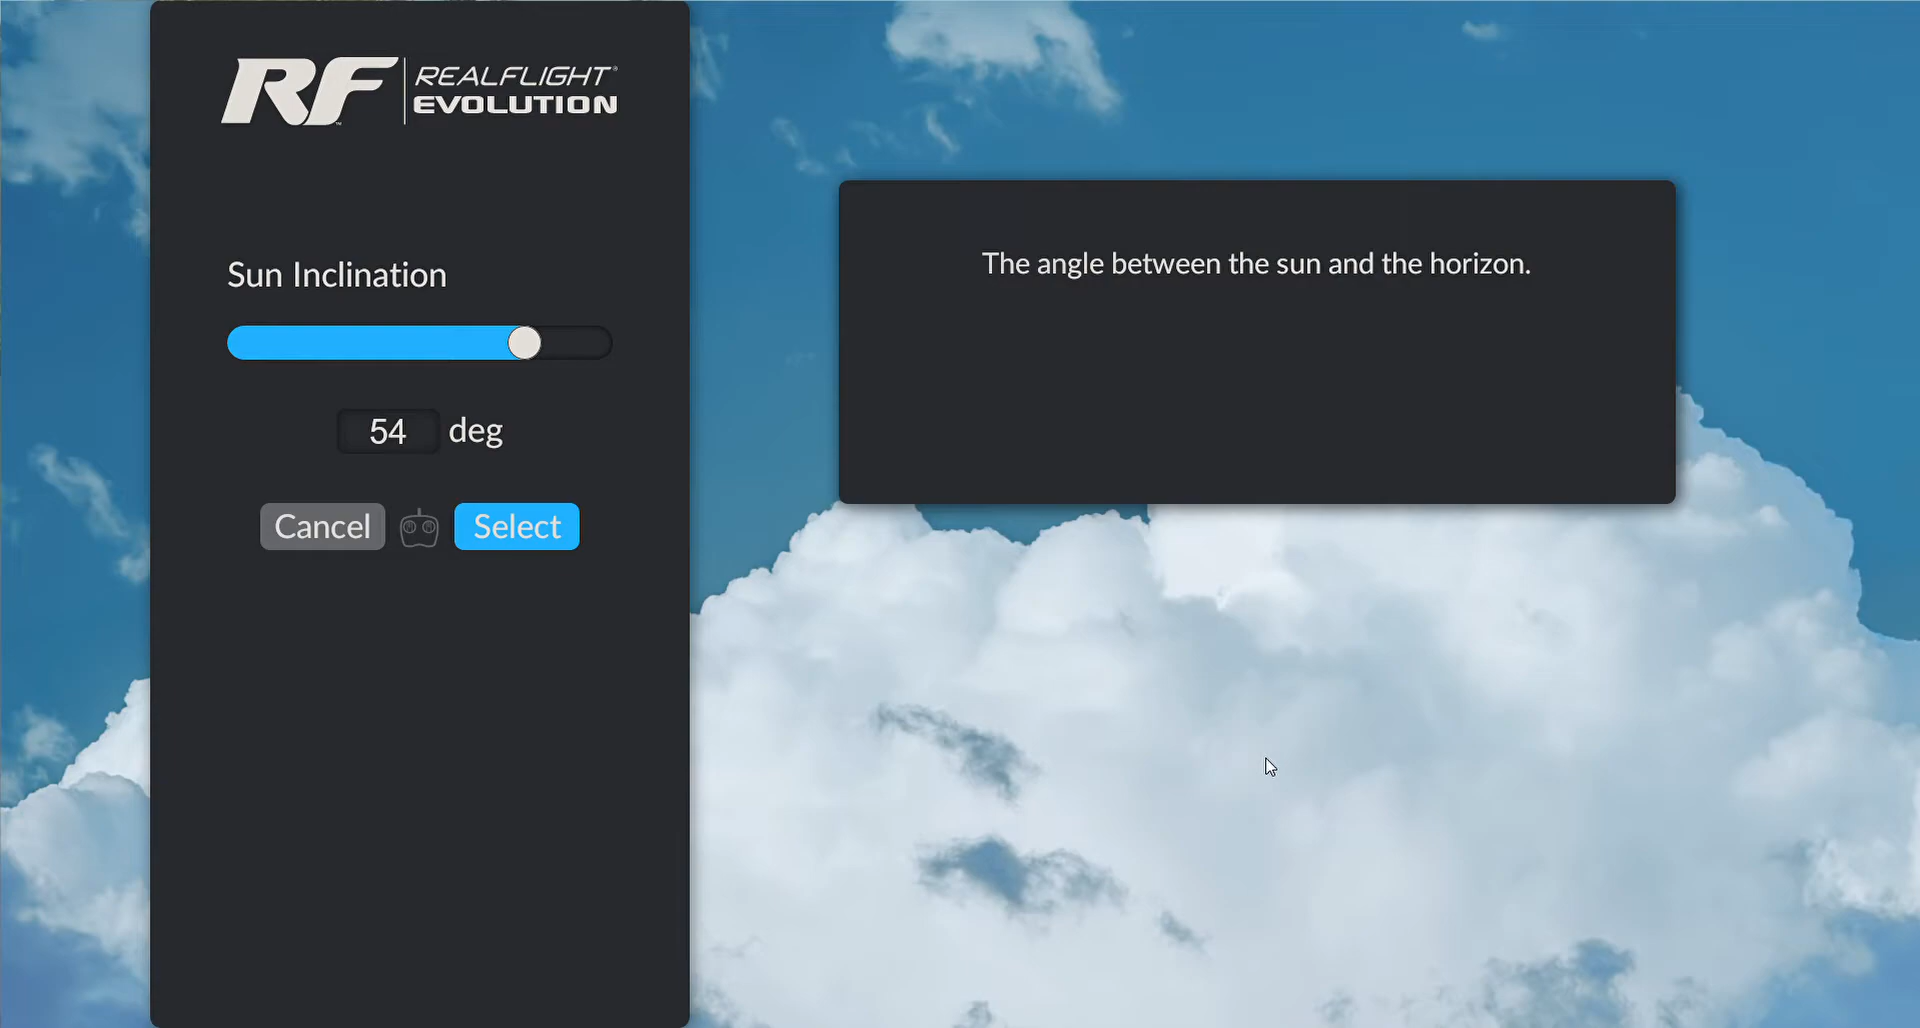 RF REALFLIGHT®
EVOLUTION
Sun Inclination
54 deg
Cancel Select
The angle between the sun and the horizon.